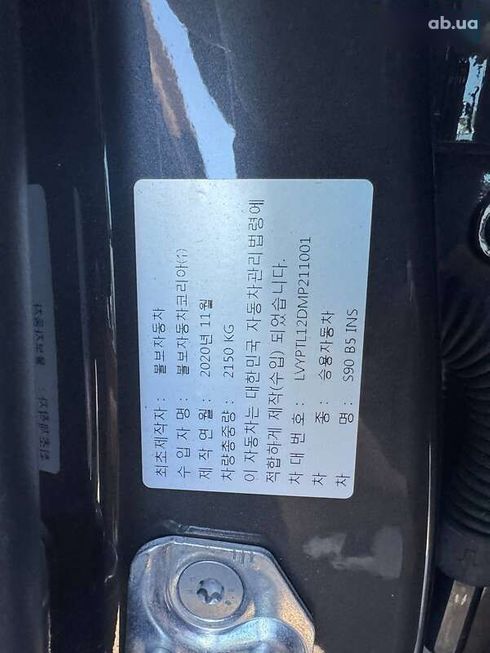 ab.ua
최초제작자 : 볼보자동차
수 입 자 명 : 볼보자동차코리아(주)
제 작 연 월 : 2020년 11월
차량총중량 : 2150 KG
이 자동차는 대한민국 자동차관리법령에
적합하게 제작(수입) 되었습니다.
차 대 번 호 : LVYPTL12DMP211001
차 종 : 승용자동차
차 명 : S90 B5 INS